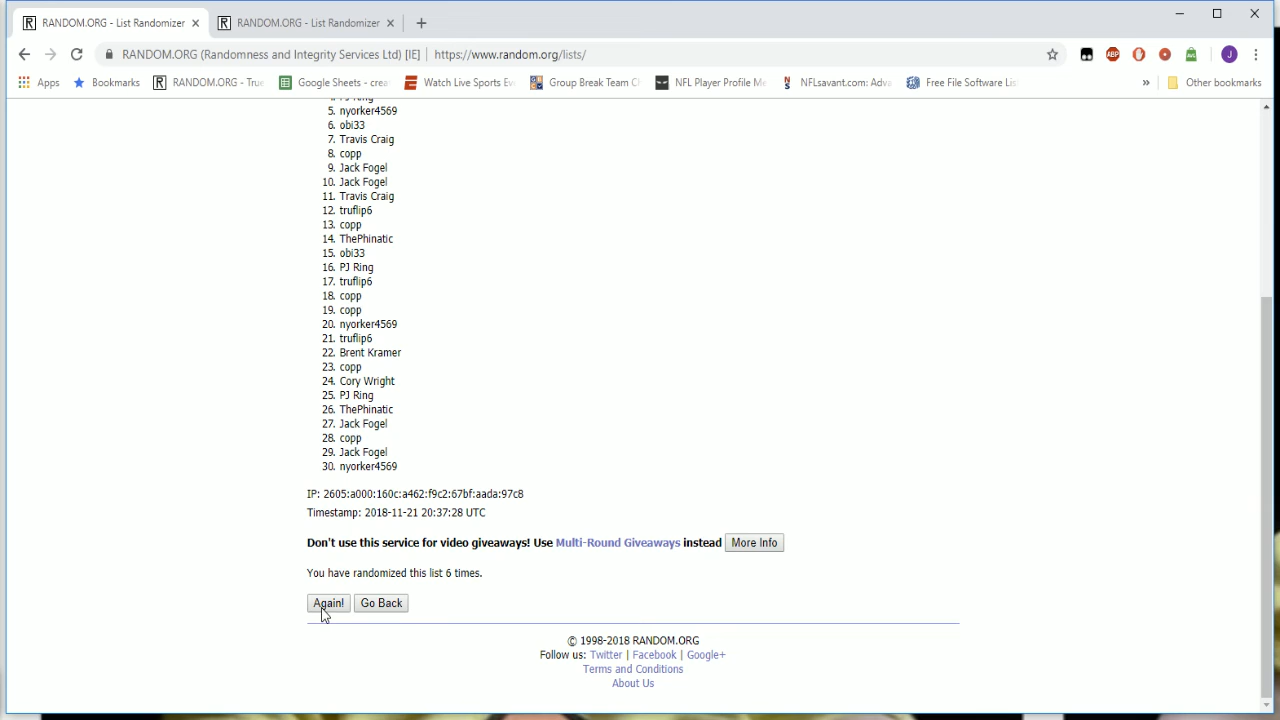 RANDOM.ORG - List Randomizer
RANDOM.ORG - List Randomizer
RANDOM.ORG (Randomness and Integrity Services Ltd) [IE] | https://www.random.org/lists/
ABP
J
Apps
Bookmarks
RANDOM.ORG - True
Google Sheets - crea
Watch Live Sports Ev
Group Break Team C
NFL Player Profile Me
NFLsavant.com: Adva
Free File Software Lis
»
Other bookmarks
4. PJ Ring
5. nyorker4569
6. obi33
7. Travis Craig
8. copp
9. Jack Fogel
10. Jack Fogel
11. Travis Craig
12. truflip6
13. copp
14. ThePhinatic
15. obi33
16. PJ Ring
17. truflip6
18. copp
19. copp
20. nyorker4569
21. truflip6
22. Brent Kramer
23. copp
24. Cory Wright
25. PJ Ring
26. ThePhinatic
27. Jack Fogel
28. copp
29. Jack Fogel
30. nyorker4569
IP: 2605:a000:160c:a462:f9c2:67bf:aada:97c8
Timestamp: 2018-11-21 20:37:28 UTC
Don't use this service for video giveaways! Use Multi-Round Giveaways instead More Info
You have randomized this list 6 times.
Again! Go Back
© 1998-2018 RANDOM.ORG
Follow us: Twitter | Facebook | Google+
Terms and Conditions
About Us